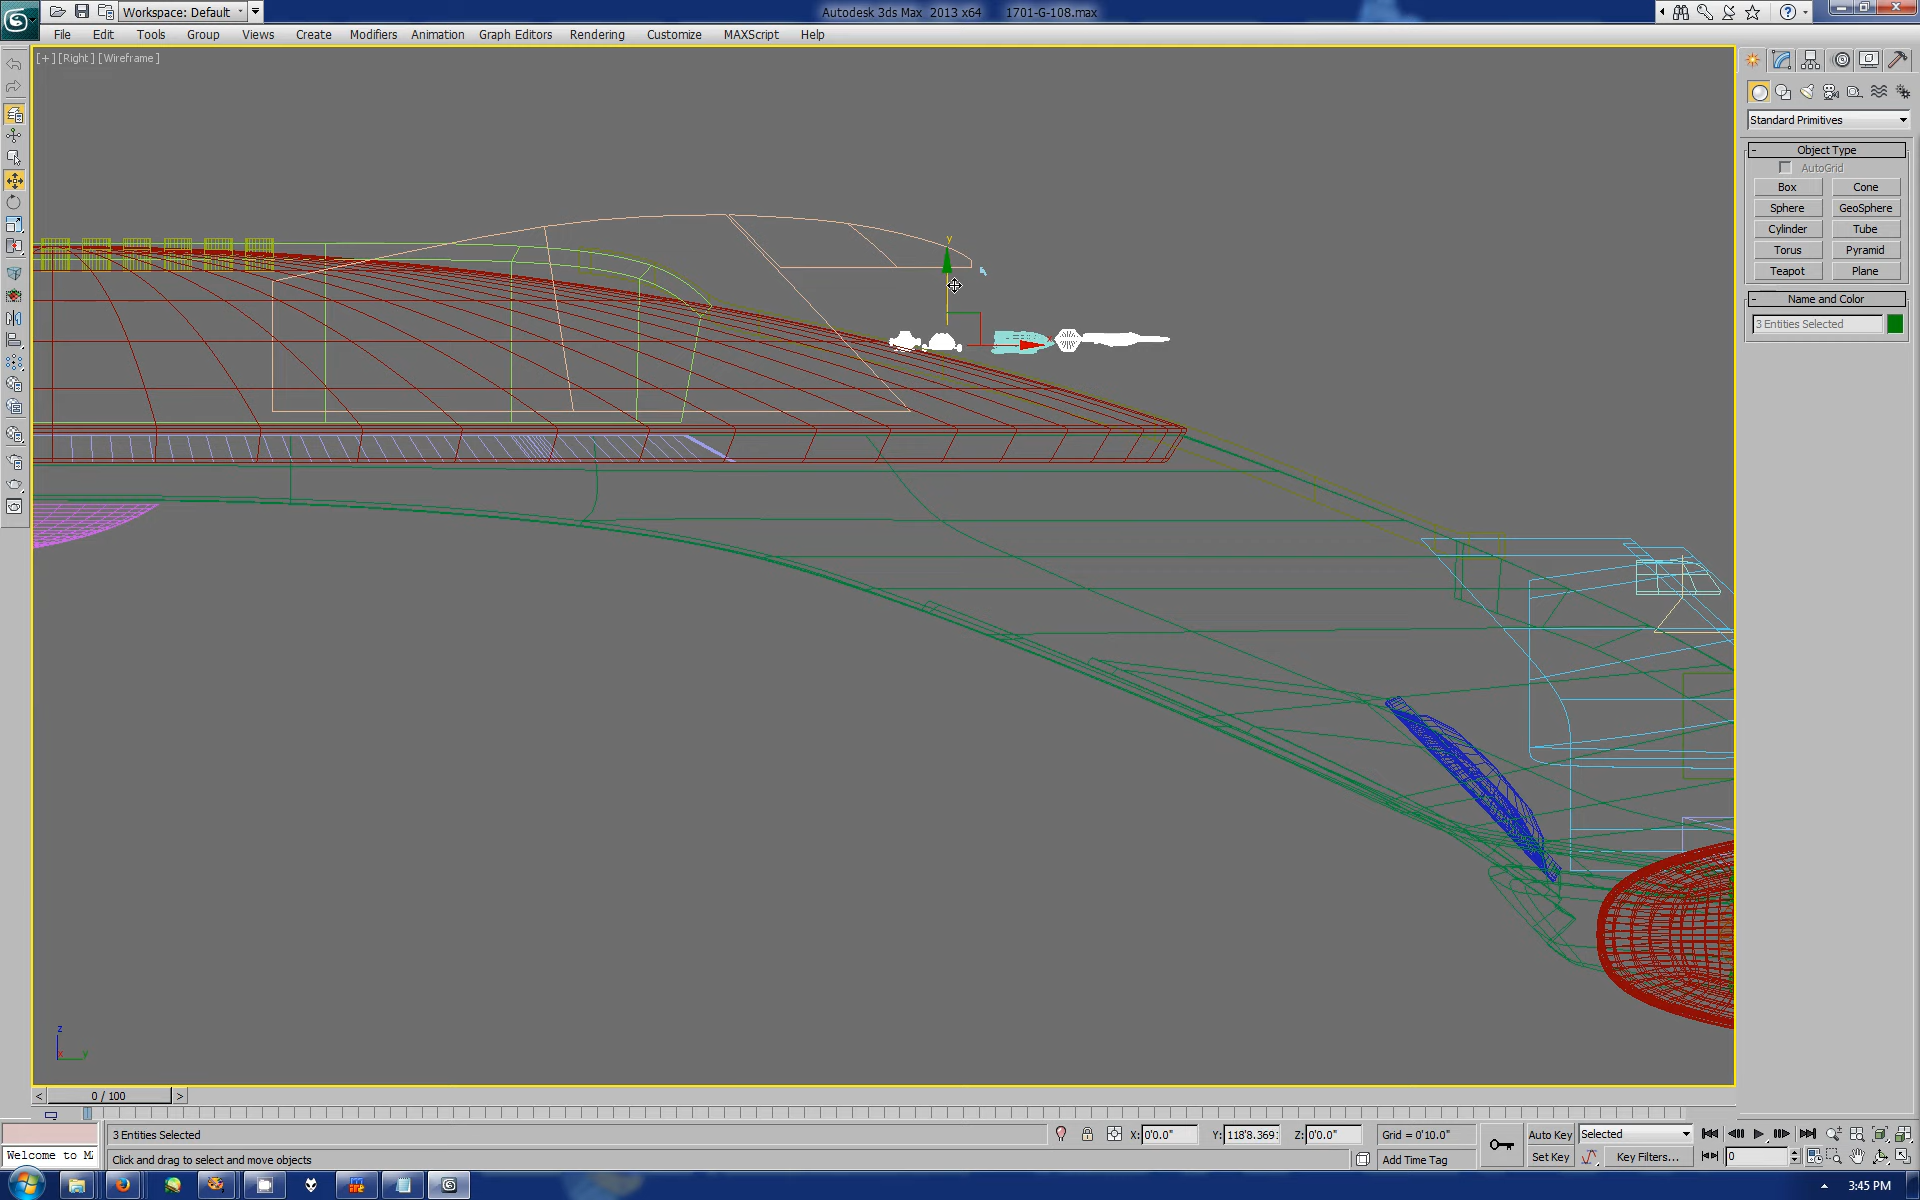 Workspace: Default
Autodesk 3ds Max 2013 x64 1701-G-108.max
File Edit Tools Group Views Create Modifiers Animation Graph Editors Rendering Customize MAXScript Help
[+] [Right] [Wireframe]
Standard Primitives
- Object Type
AutoGrid
Box Cone
Sphere GeoSphere
Cylinder Tube
Torus Pyramid
Teapot Plane
- Name and Color
3 Entities Selected
y
z
x y
< 0 / 100 >
3 Entities Selected X: 0'0.0" Y: 118'8.369 Z: 0'0.0" Grid = 0'10.0" Auto Key Selected
Welcome to M Click and drag to select and move objects Add Time Tag Set Key Key Filters... 0
3:45 PM